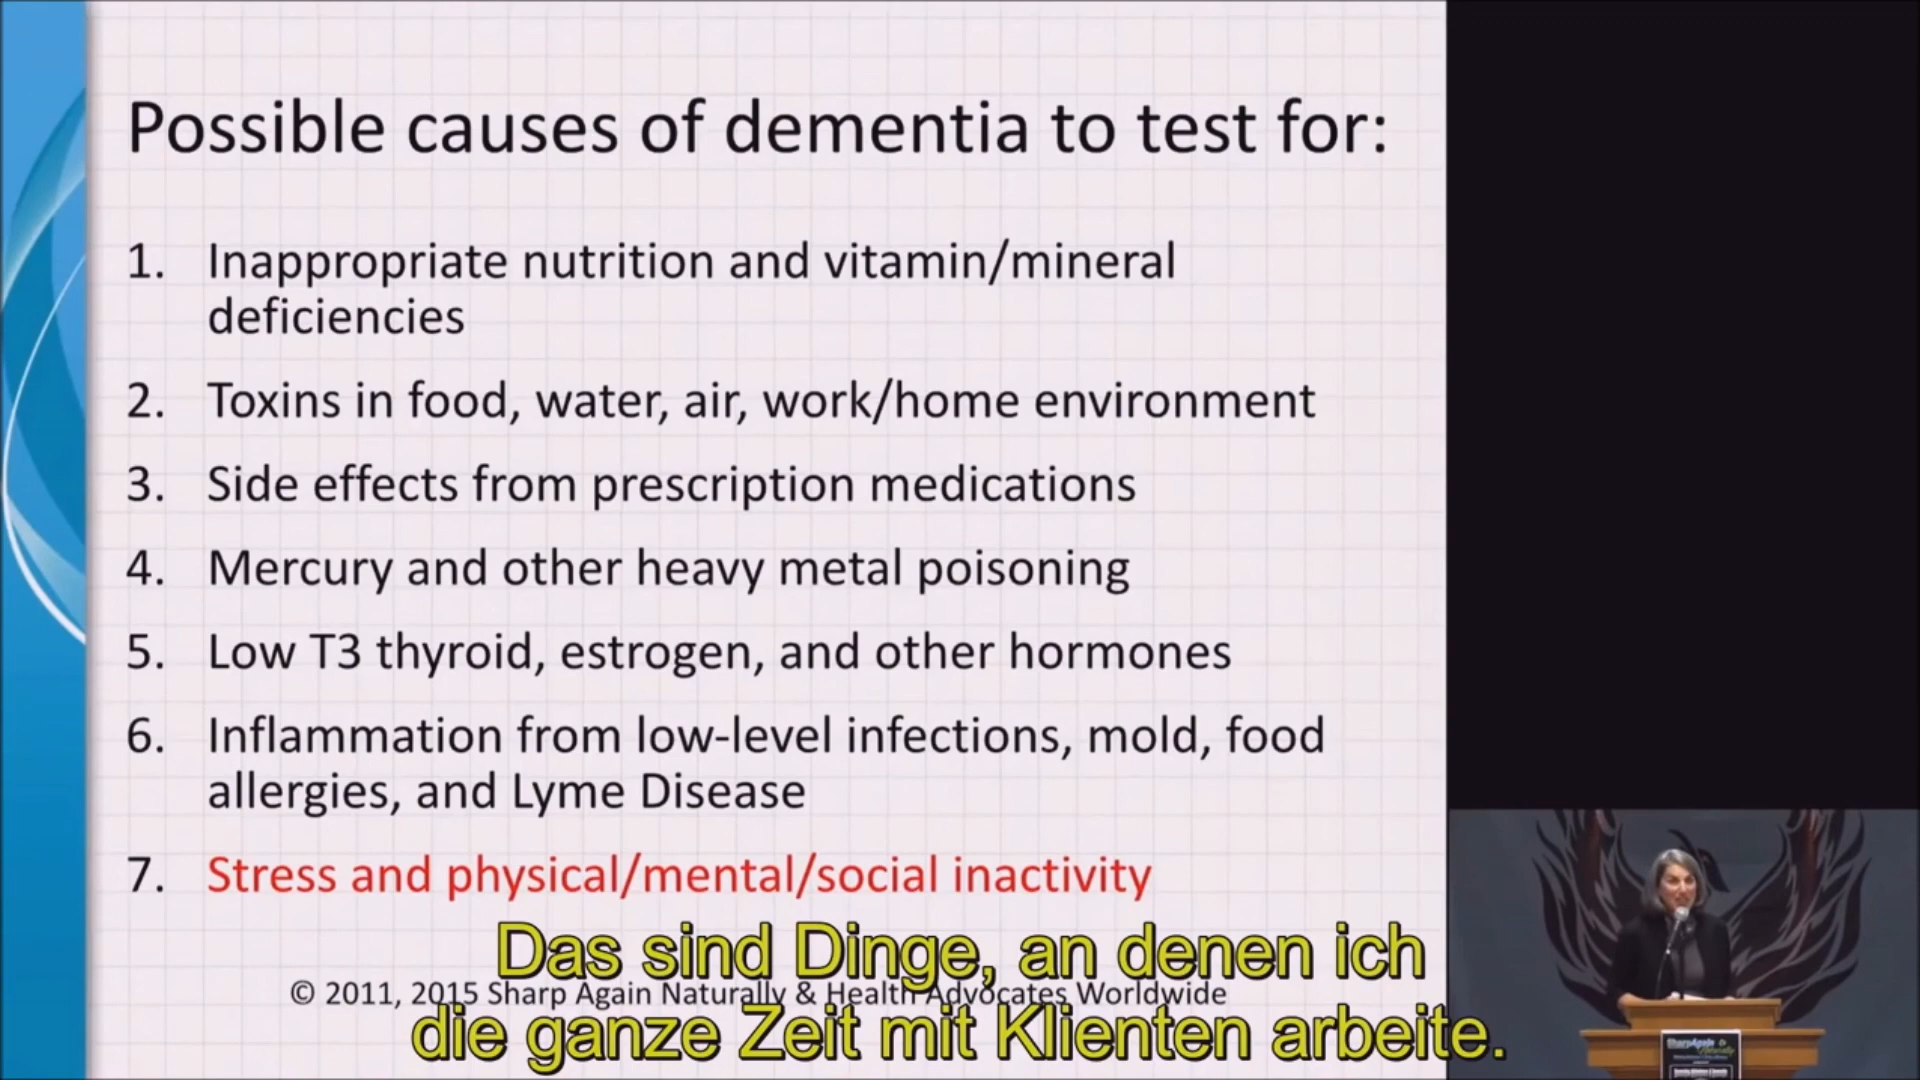 Possible causes of dementia to test for:
1. Inappropriate nutrition and vitamin/mineral
deficiencies
2. Toxins in food, water, air, work/home environment
3. Side effects from prescription medications
4. Mercury and other heavy metal poisoning
5. Low T3 thyroid, estrogen, and other hormones
6. Inflammation from low-level infections, mold, food
allergies, and Lyme Disease
7. Stress and physical/mental/social inactivity
Das sind Dinge, an denen ich
© 2011, 2015 Sharp Again Naturally & Health Advocates Worldwide
die ganze Zeit mit Klienten arbeite.
SharpAgain
Naturally